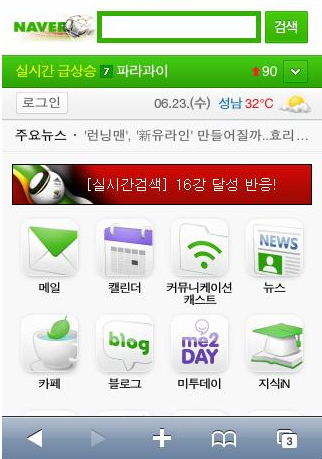 NAVER
검색
실시간 급상승 7 파라과이 90
로그인 06.23.(수) 성남 32°C
주요뉴스 · '런닝맨', '新유라인' 만들어질까..효리...
[실시간검색] 16강 달성 반응!
NEWS
메일 캘린더 커뮤니케이션 캐스트 뉴스
blog me2DAY
카페 블로그 미투데이 지식iN
3